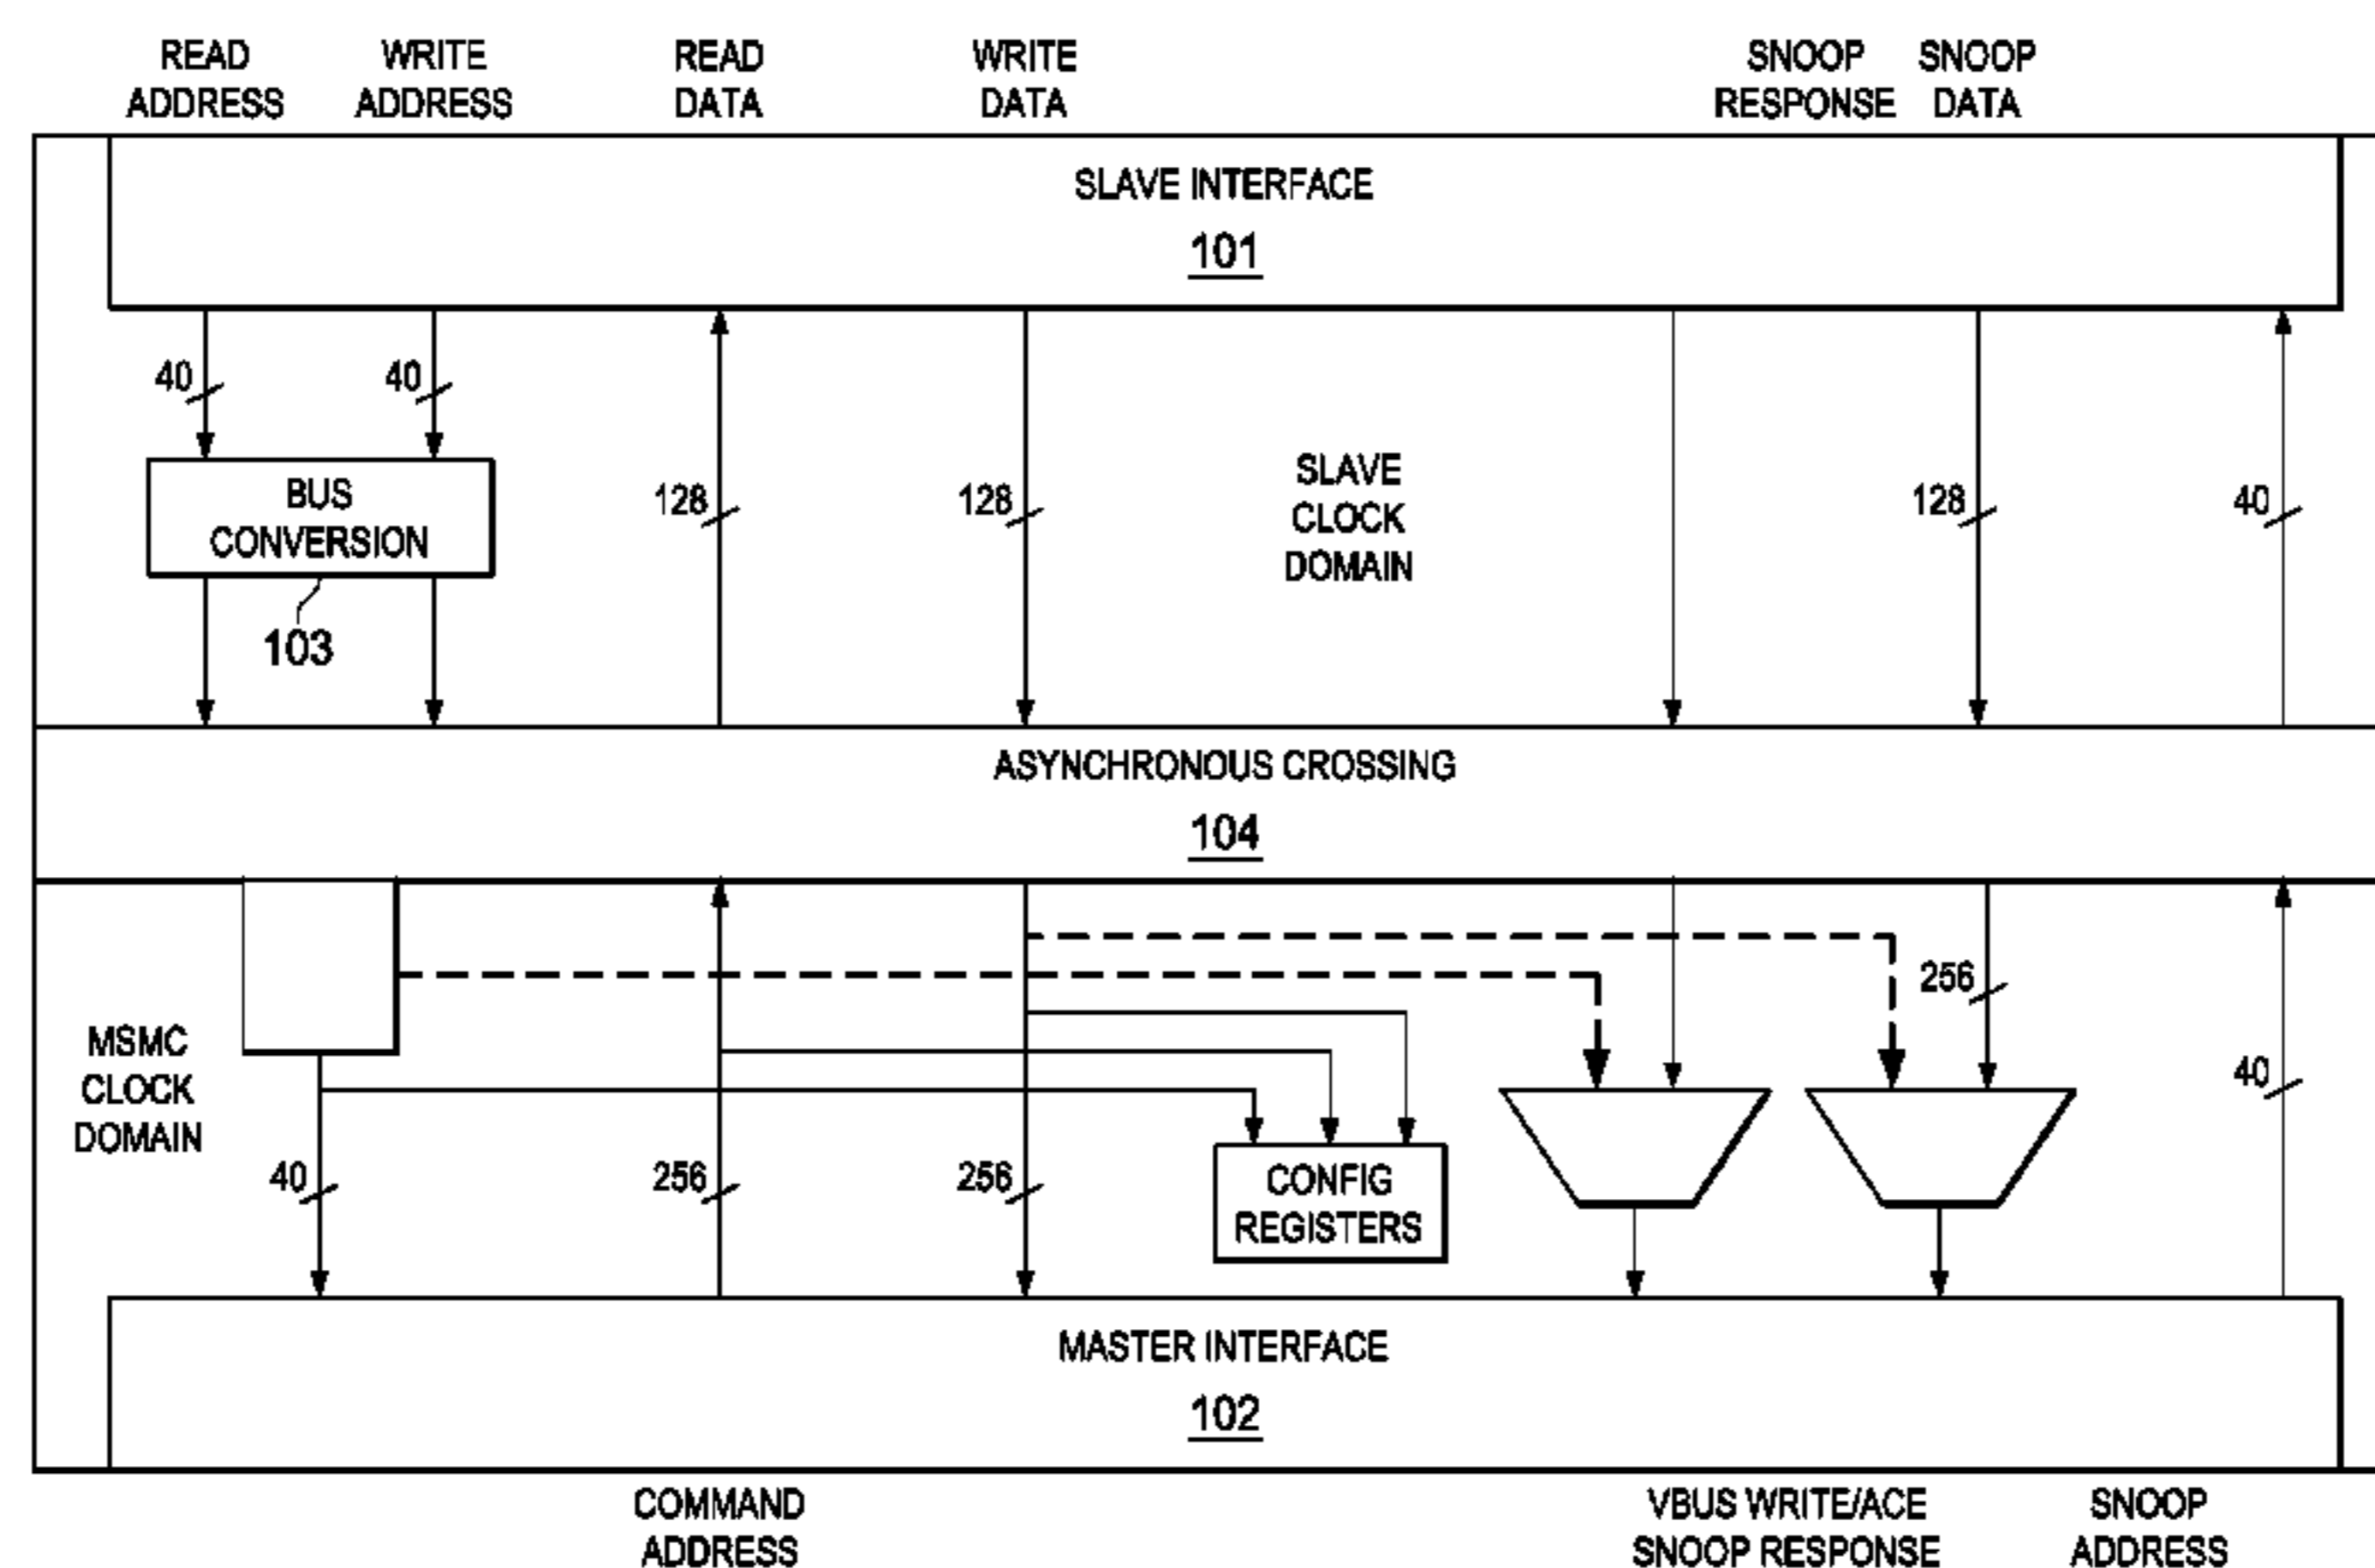 READ
ADDRESS
WRITE
ADDRESS
READ
DATA
WRITE
DATA
SNOOP
RESPONSE
SNOOP
DATA
SLAVE INTERFACE
101
40
40
BUS
CONVERSION
103
128
128
SLAVE
CLOCK
DOMAIN
128
40
ASYNCHRONOUS CROSSING
104
MSMC
CLOCK
DOMAIN
40
256
256
CONFIG
REGISTERS
256
40
MASTER INTERFACE
102
COMMAND
ADDRESS
VBUS WRITE/ACE
SNOOP RESPONSE
SNOOP
ADDRESS